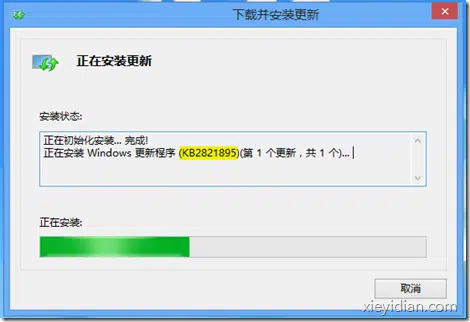 下载并安装更新
正在安装更新
安装状态:
正在初始化安装... 完成!
正在安装 Windows 更新程序 (KB2821895)(第 1 个更新，共 1 个)...
正在安装:
取消
xieyidian.com